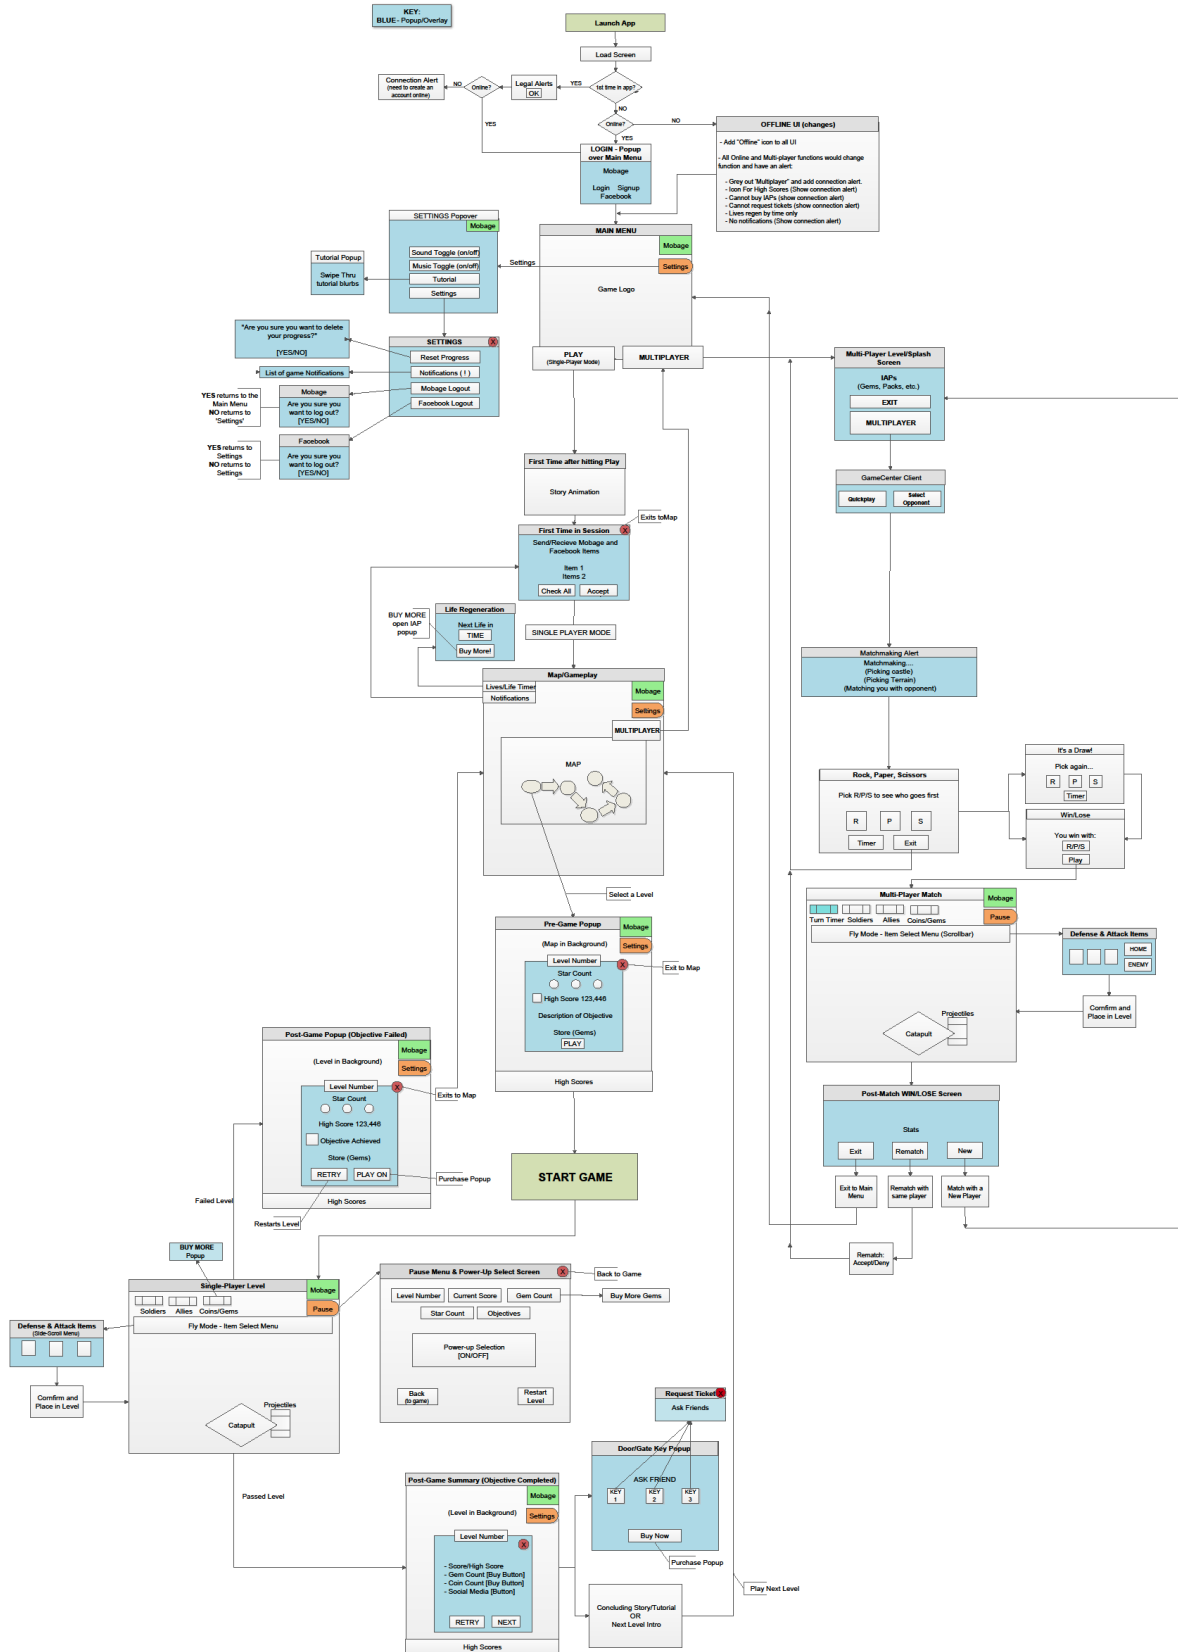 KEY:
BLUE - Popup/Overlay
Launch App
Load Screen
1st time in app?
YES
NO
Legal Alerts
OK
Online?
NO
YES
Connection Alert
(need to create an
account online)
Online?
NO
YES
LOGIN - Popup
over Main Menu
Mobage
Login Signup
Facebook
OFFLINE UI (changes)
- Add "Offline" icon to all UI
- All Online and Multi-player functions would change
function and have an alert:
- Grey out "Multiplayer" and add connection alert.
- Icon For High Scores (Show connection alert)
- Cannot buy IAPs (show connection alert)
- Cannot request tickets (show connection alert)
- Lives regen by time only
- No notifications (Show connection alert)
MAIN MENU
Mobage
Settings
Game Logo
PLAY
(Single-Player Mode)
MULTIPLAYER
Settings
SETTINGS Popover
Mobage
Sound Toggle (on/off)
Music Toggle (on/off)
Tutorial
Settings
Tutorial Popup
Swipe Thru
tutorial blurbs
SETTINGS
X
Reset Progress
Notifications ( ! )
Mobage Logout
Facebook Logout
"Are you sure you want to delete
your progress?"
[YES/NO]
List of game Notifications
Mobage
Are you sure you
want to log out?
[YES/NO]
YES returns to the
Main Menu
NO returns to
'Settings'
Facebook
Are you sure you
want to log out?
[YES/NO]
YES returns to
Settings
NO returns to
Settings
Multi-Player Level/Splash
Screen
IAPs
(Gems, Packs, etc.)
EXIT
MULTIPLAYER
GameCenter Client
Quickplay
Select
Opponent
First Time after hitting Play
Story Animation
First Time in Session
X
Exits toMap
Send/Recieve Mobage and
Facebook Items
Item 1
Items 2
Check All
Accept
SINGLE PLAYER MODE
BUY MORE
open IAP
popup
Life Regeneration
Next Life in
TIME
Buy More!
Map/Gameplay
Lives/Life Timer
Notifications
Mobage
Settings
MULTIPLAYER
MAP
Select a Level
Matchmaking Alert
Matchmaking....
(Picking castle)
(Picking Terrain)
(Matching you with opponent)
Rock, Paper, Scissors
Pick R/P/S to see who goes first
R
P
S
Timer
Exit
It's a Draw!
Pick again...
R
P
S
Timer
Win/Lose
You win with:
R/P/S
Play
Multi-Player Match
Mobage
Pause
Turn Timer
Soldiers
Allies
Coins/Gems
Fly Mode - Item Select Menu (Scrollbar)
Catapult
Projectiles
Defense & Attack Items
HOME
ENEMY
Comfirm and
Place in Level
Post-Match WIN/LOSE Screen
Stats
Exit
Rematch
New
Exit to Main
Menu
Rematch with
same player
Match with a
New Player
Rematch:
Accept/Deny
Pre-Game Popup
Mobage
Settings
(Map in Background)
Level Number
X
Exit to Map
Star Count
High Score 123,446
Description of Objective
Store (Gems)
PLAY
High Scores
START GAME
Post-Game Popup (Objective Failed)
Mobage
Settings
(Level in Background)
Level Number
X
Exits to Map
Star Count
High Score 123,446
Objective Achieved
Store (Gems)
RETRY
PLAY ON
Purchase Popup
High Scores
Restarts Level
Failed Level
BUY MORE
Popup
Single-Player Level
Mobage
Pause
Soldiers
Allies
Coins/Gems
Fly Mode - Item Select Menu
Catapult
Projectiles
Defense & Attack Items
(Side-Scroll Menu)
Comfirm and
Place in Level
Pause Menu & Power-Up Select Screen
X
Back to Game
Level Number
Current Score
Gem Count
Buy More Gems
Star Count
Objectives
Power-up Selection
[ON/OFF]
Back
(to game)
Restart
Level
Passed Level
Post-Game Summary (Objective Completed)
Mobage
Settings
(Level in Background)
Level Number
X
- Score/High Score
- Gem Count [Buy Button]
- Coin Count [Buy Button]
- Social Media [Button]
RETRY
NEXT
High Scores
Request Ticket
X
Ask Friends
Door/Gate Key Popup
ASK FRIEND
KEY
1
KEY
2
KEY
3
Buy Now
Purchase Popup
Concluding Story/Tutorial
OR
Next Level Intro
Play Next Level